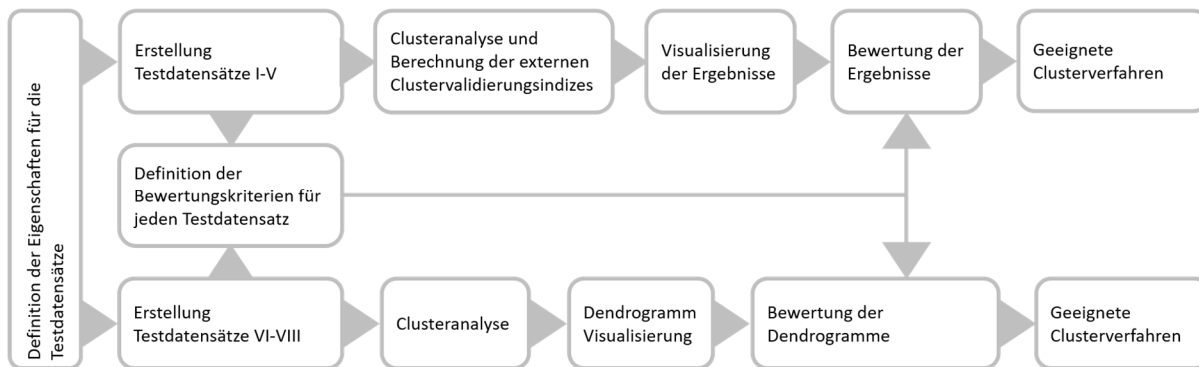 Definition der Eigenschaften für die
Testdatensätze
Erstellung
Testdatensätze I-V
Clusteranalyse und
Berechnung der externen
Clustervalidierungsindizes
Visualisierung
der Ergebnisse
Bewertung der
Ergebnisse
Geeignete
Clusterverfahren
Definition der
Bewertungskriterien für
jeden Testdatensatz
Erstellung
Testdatensätze VI-VIII
Clusteranalyse
Dendrogramm
Visualisierung
Bewertung der
Dendrogramme
Geeignete
Clusterverfahren